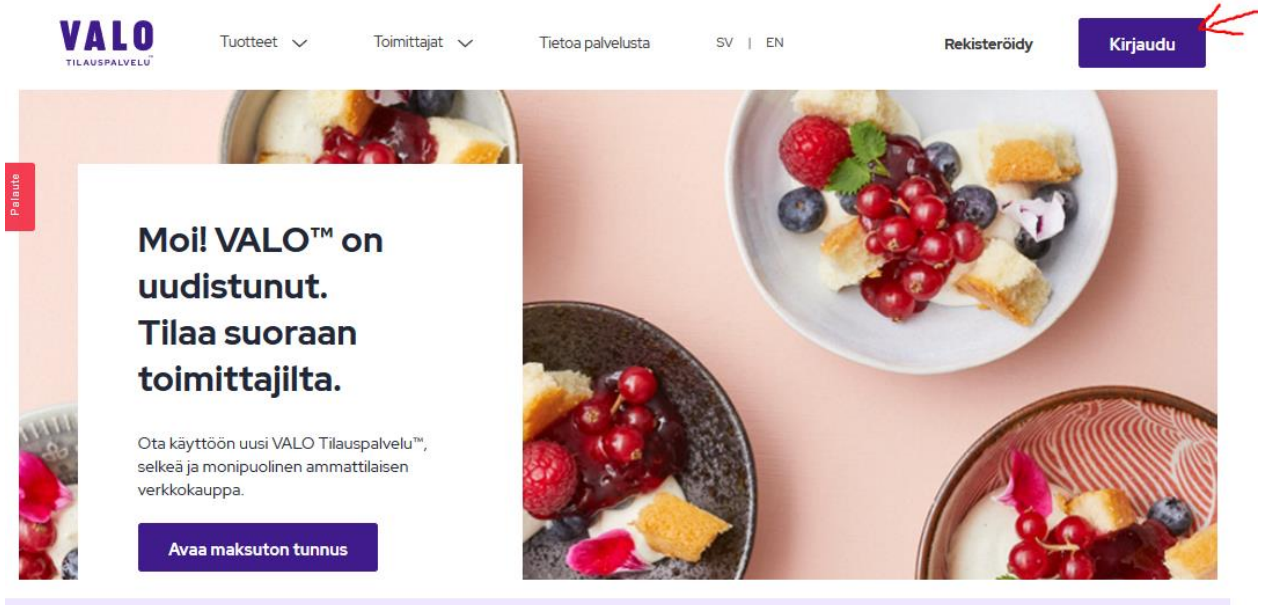 VALO
TILAUSPALVELU™
Tuotteet
Toimittajat
Tietoa palvelusta
SV | EN
Rekisteröidy
Kirjaudu
Palaute
Moi! VALO™ on
uudistunut.
Tilaa suoraan
toimittajilta.
Ota käyttöön uusi VALO Tilauspalvelu™,
selkeä ja monipuolinen ammattilaisen
verkkokauppa.
Avaa maksuton tunnus